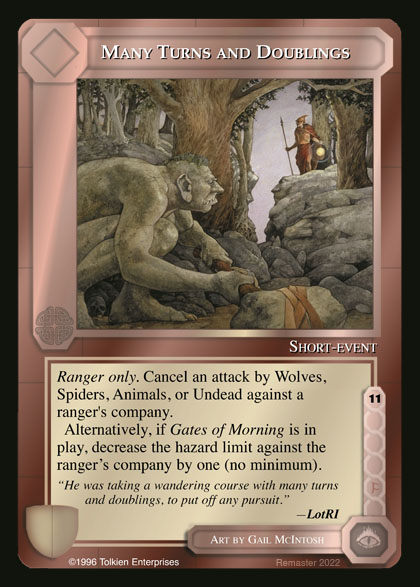 Many Turns and Doublings
Short-event
Ranger only. Cancel an attack by Wolves,
Spiders, Animals, or Undead against a
ranger's company.
Alternatively, if Gates of Morning is in
play, decrease the hazard limit against the
ranger’s company by one (no minimum).
“He was taking a wandering course with many turns
and doublings, to put off any pursuit.”
—LotRI
11
R
Art by Gail McIntosh
©1996 Tolkien Enterprises
Remaster 2022